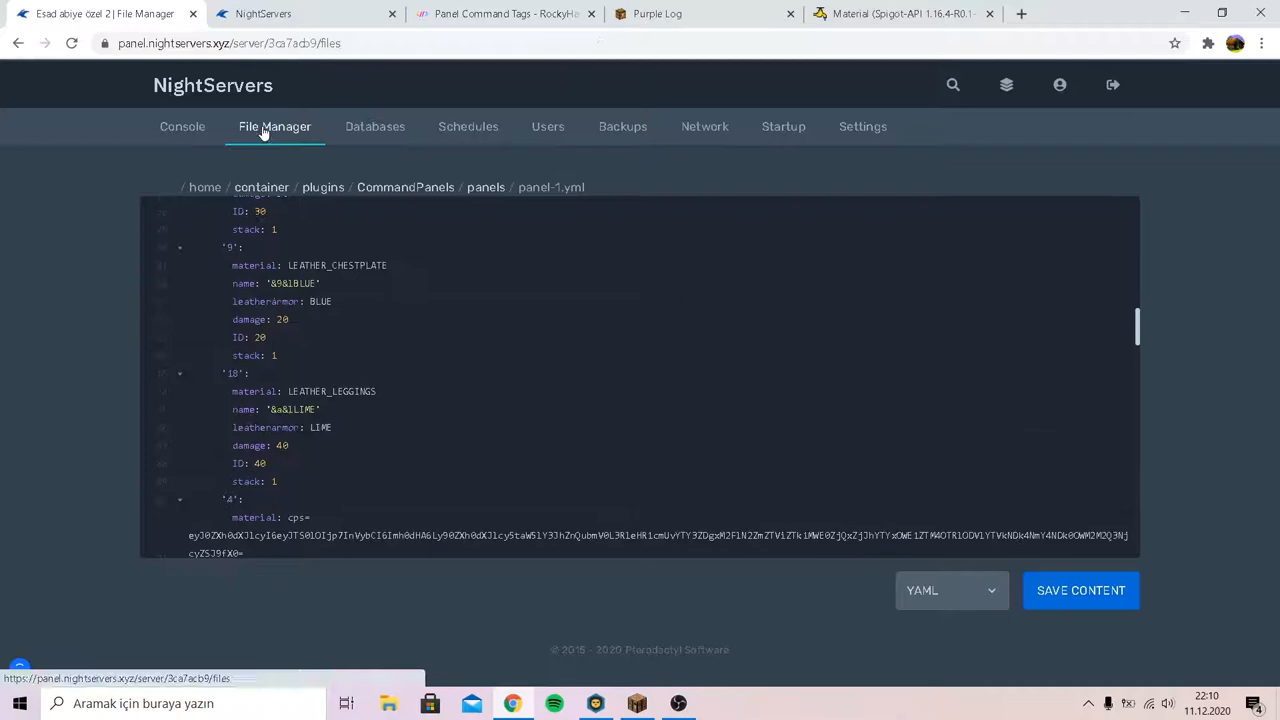 Esad abiye özel 2 | File Manager
NightServers
Panel Command Tags - RockyHa
Purple Log
Material (Spigot-API 1.16.4-R0.1-
panel.nightservers.xyz/server/3ca7acb9/files
NightServers
Console
File Manager
Databases
Schedules
Users
Backups
Network
Startup
Settings
/ home / container / plugins / CommandPanels / panels / panel-1.yml
ID: 30
stack: 1
'9':
material: LEATHER_CHESTPLATE
name: '&9&lBLUE'
leatherarmor: BLUE
damage: 20
ID: 20
stack: 1
'18':
material: LEATHER_LEGGINGS
name: '&a&lLIME'
leatherarmor: LIME
damage: 40
ID: 40
stack: 1
'4':
material: cps=
cyZSJ9fX0=
YAML
SAVE CONTENT
© 2015 - 2020 Pterodactyl Software
https://panel.nightservers.xyz/server/3ca7acb9/files
Aramak için buraya yazın
22:10
11.12.2020
4